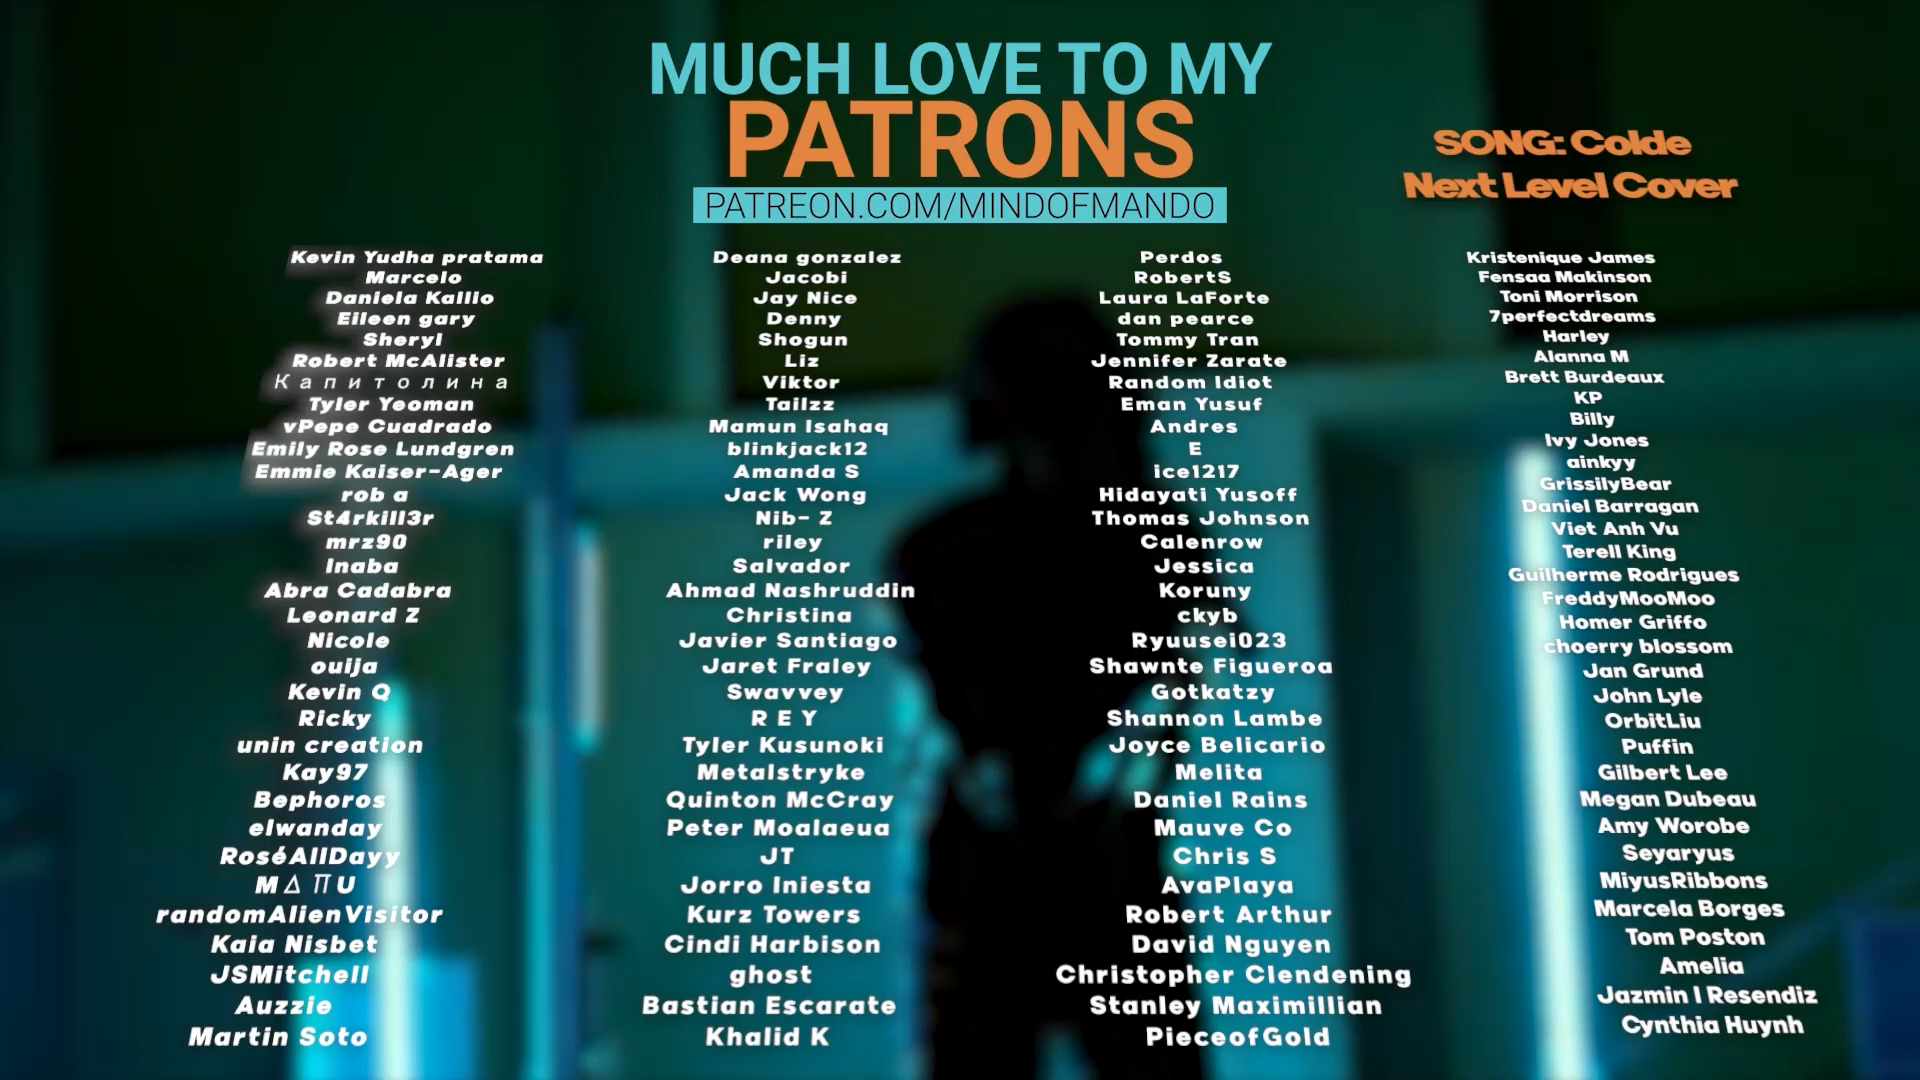 MUCH LOVE TO MY
PATRONS
PATREON.COM/MINDOFMANDO
SONG: Colde
Next Level Cover
Kevin Yudha pratama
Marcelo
Daniela Kallio
Eileen gary
Sheryl
Robert McAlister
Капитолина
Tyler Yeoman
vPepe Cuadrado
Emily Rose Lundgren
Emmie Kaiser-Ager
rob a
St4rkill3r
mrz90
Inaba
Abra Cadabra
Leonard Z
Nicole
ouija
Kevin Q
Ricky
unin creation
Kay97
Bephoros
elwanday
RoséAllDayy
M∆ΠU
randomAlienVisitor
Kaia Nisbet
JSMitchell
Auzzie
Martin Soto
Deana gonzalez
Jacobi
Jay Nice
Denny
Shogun
Liz
Viktor
Tailzz
Mamun Isahaq
blinkjack12
Amanda S
Jack Wong
Nib- Z
riley
Salvador
Ahmad Nashruddin
Christina
Javier Santiago
Jaret Fraley
Swavvey
R E Y
Tyler Kusunoki
Metalstryke
Quinton McCray
Peter Moalaeua
JT
Jorro Iniesta
Kurz Towers
Cindi Harbison
ghost
Bastian Escarate
Khalid K
Perdos
RobertS
Laura LaForte
dan pearce
Tommy Tran
Jennifer Zarate
Random Idiot
Eman Yusuf
Andres
E
ice1217
Hidayati Yusoff
Thomas Johnson
Calenrow
Jessica
Koruny
ckyb
Ryuusei023
Shawnte Figueroa
Gotkatzy
Shannon Lambe
Joyce Belicario
Melita
Daniel Rains
Mauve Co
Chris S
AvaPlaya
Robert Arthur
David Nguyen
Christopher Clendening
Stanley Maximillian
PieceofGold
Kristenique James
Fensaa Makinson
Toni Morrison
7perfectdreams
Harley
Alanna M
Brett Burdeaux
KP
Billy
Ivy Jones
ainkyy
GrissilyBear
Daniel Barragan
Viet Anh Vu
Terell King
Guilherme Rodrigues
FreddyMooMoo
Homer Griffo
choerry blossom
Jan Grund
John Lyle
OrbitLiu
Puffin
Gilbert Lee
Megan Dubeau
Amy Worobe
Seyaryus
MiyusRibbons
Marcela Borges
Tom Poston
Amelia
Jazmin I Resendiz
Cynthia Huynh